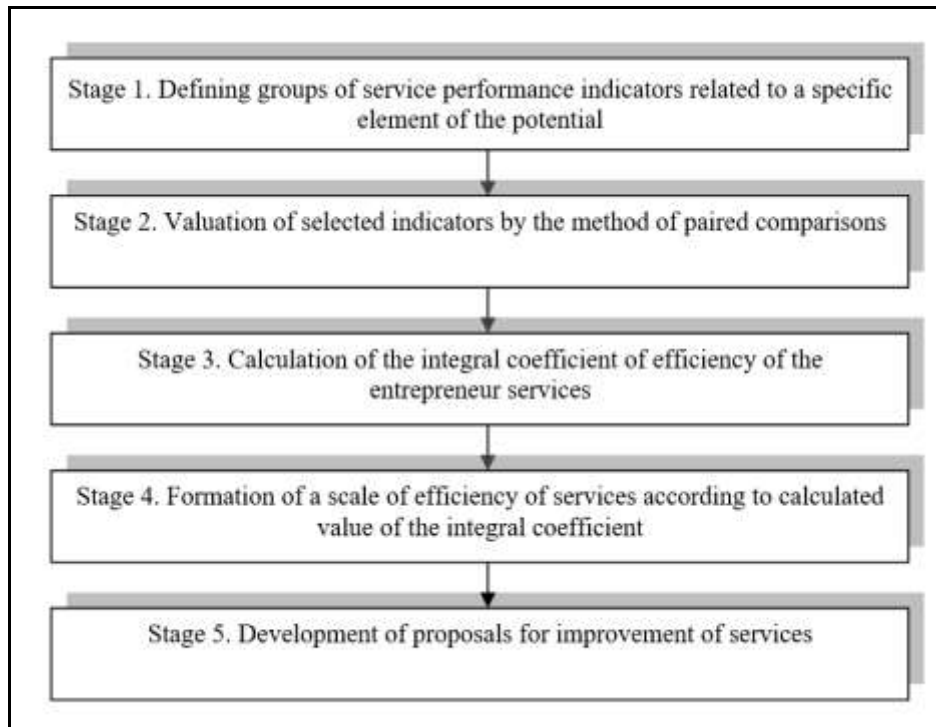 Stage 1. Defining groups of service performance indicators related to a specific
element of the potential
Stage 2. Valuation of selected indicators by the method of paired comparisons
Stage 3. Calculation of the integral coefficient of efficiency of the
entrepreneur services
Stage 4. Formation of a scale of efficiency of services according to calculated
value of the integral coefficient
Stage 5. Development of proposals for improvement of services